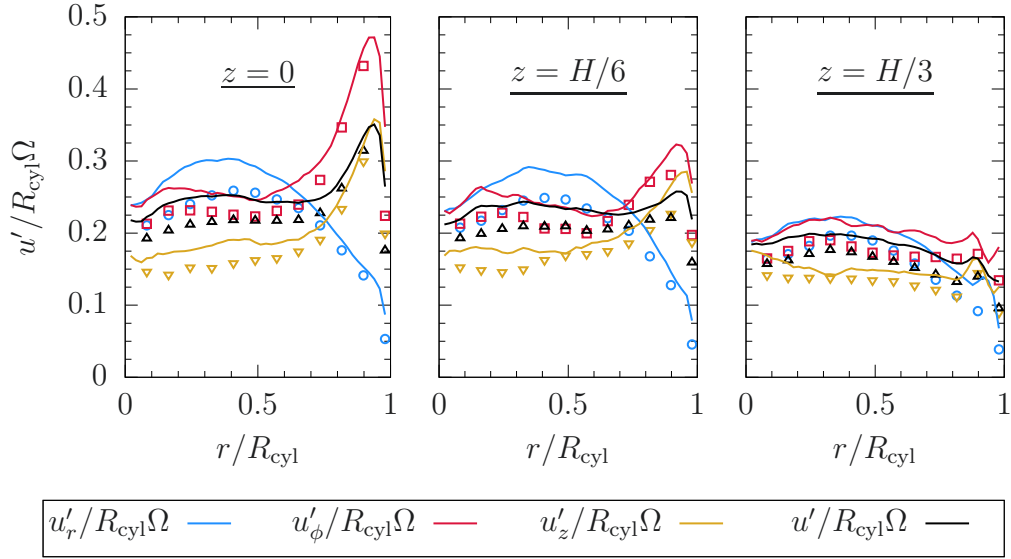 u′/R_cylΩ
0.5
0.4
0.3
0.2
0.1
0
z = 0
z = H/6
z = H/3
0 0.5 1
0 0.5 1
0 0.5 1
r/R_cyl
r/R_cyl
r/R_cyl
u′_r/R_cylΩ u′_ϕ/R_cylΩ u′_z/R_cylΩ u′/R_cylΩ